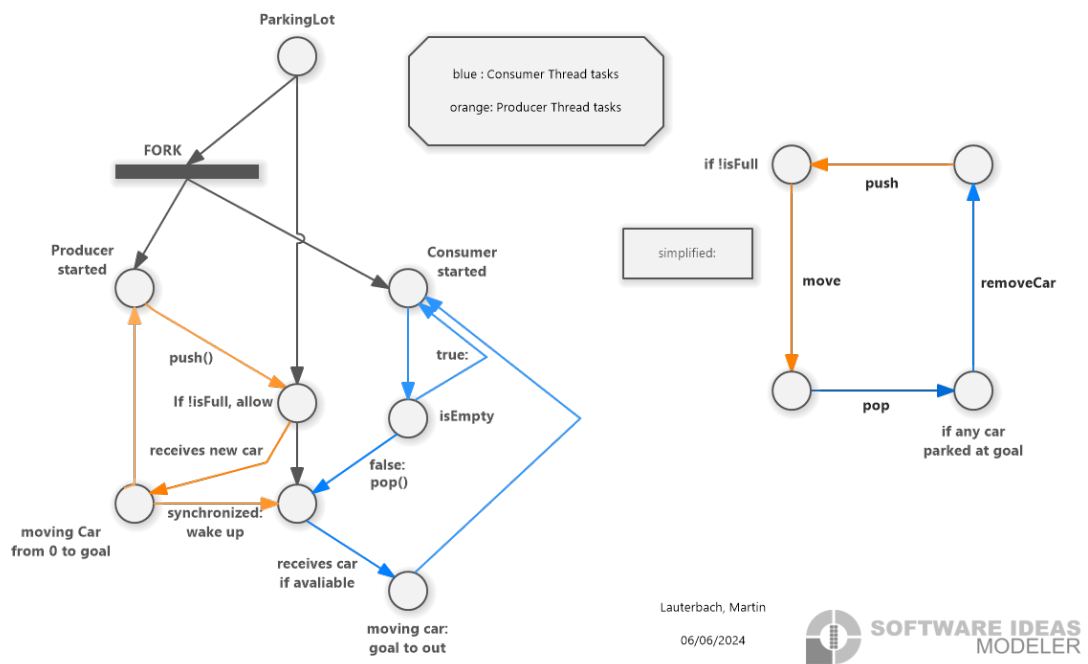 ParkingLot
blue : Consumer Thread tasks
orange: Producer Thread tasks
FORK
if !isFull
push
Producer
started
Consumer
started
simplified:
move
removeCar
push()
true:
If !isFull, allow
isEmpty
pop
if any car
parked at goal
receives new car
false:
pop()
synchronized:
wake up
moving Car
from 0 to goal
receives car
if avaliable
moving car:
goal to out
Lauterbach, Martin
06/06/2024
SOFTWARE IDEAS
MODELER